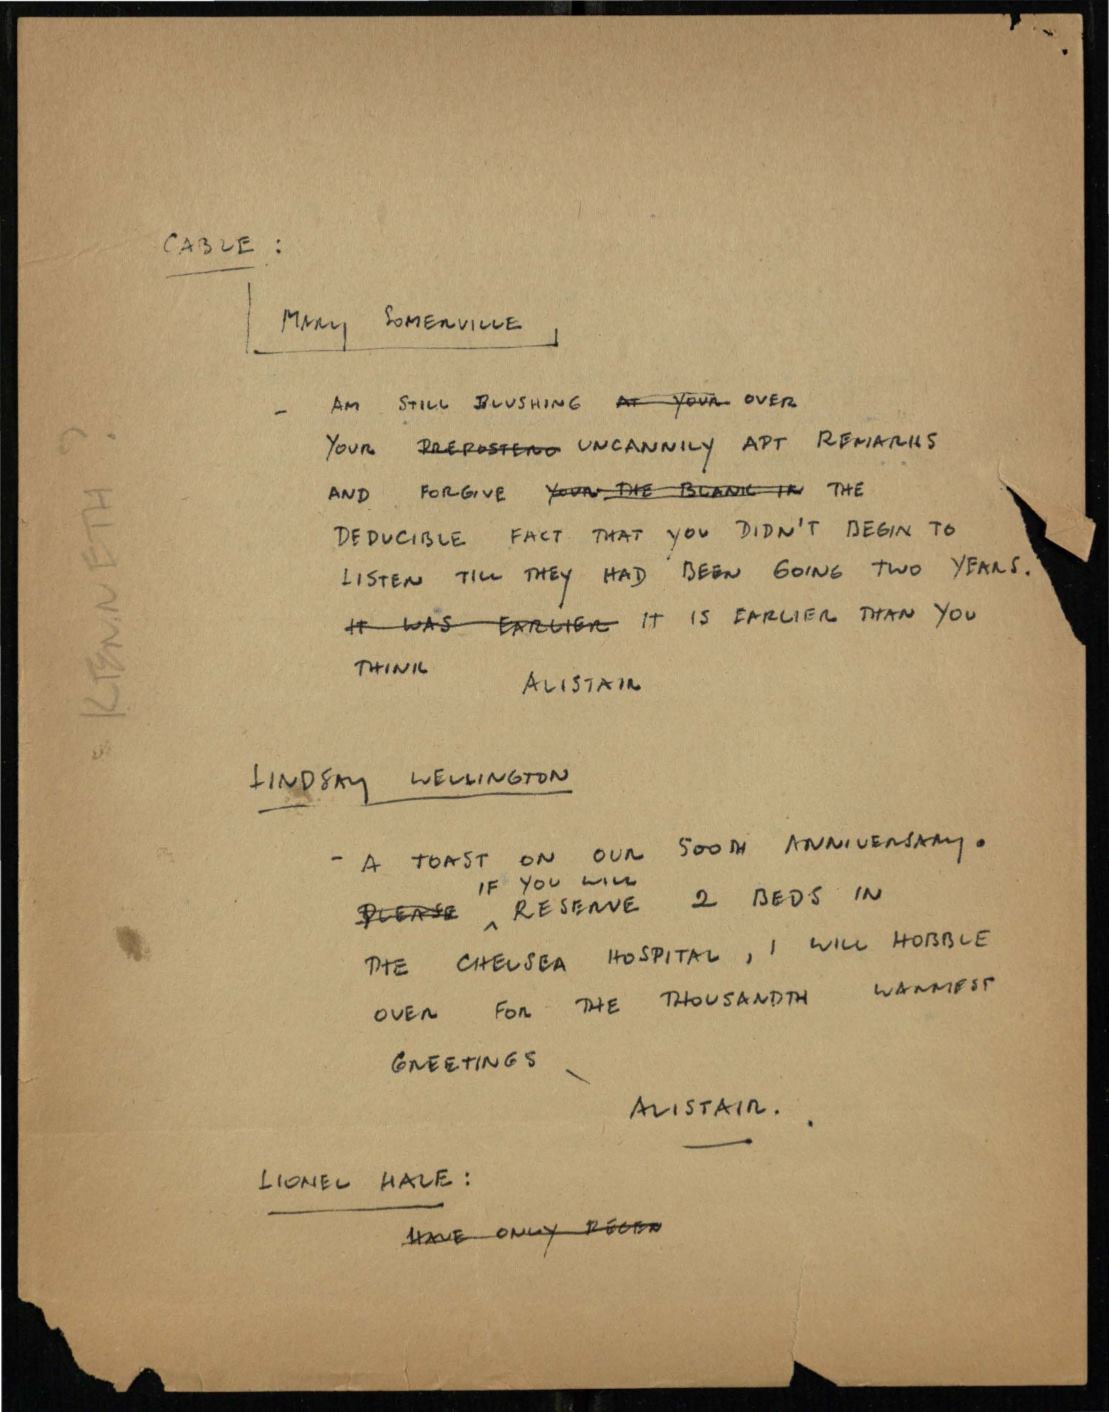 CABLE:
MARY SOMERVILLE
- AM STILL BLUSHING AT YOUR OVER
YOUR PREPOSTERO UNCANNILY APT REMARKS
AND FORGIVE YOUR THE BLANK IN THE
DEDUCIBLE FACT THAT YOU DIDN'T BEGIN TO
LISTEN TILL THEY HAD BEEN GOING TWO YEARS.
IT WAS EARLIER IT IS EARLIER THAN YOU
THINK
ALISTAIR
LINDSAY WELLINGTON
- A TOAST ON OUR 500TH ANNIVERSARY.
IF YOU WILL
PLEASE ^ RESERVE 2 BEDS IN
THE CHELSEA HOSPITAL, I WILL HOBBLE
OVER FOR THE THOUSANDTH WARMEST
GREETINGS
ALISTAIR.
LIONEL HALE:
HAVE ONLY RECEN
KENNETH?